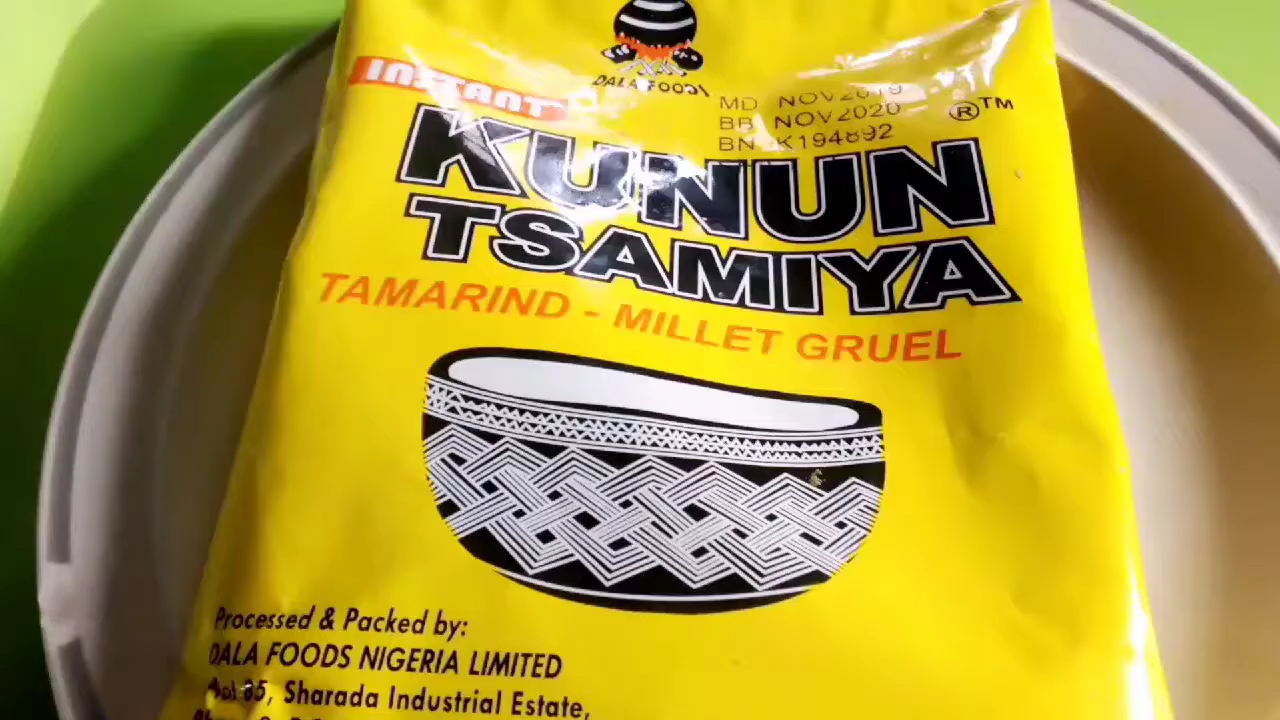 DALA FOODS
INSTANT
MD NOV2019
BB NOV2020
BN K194892
®™
KUNUN
TSAMIYA
TAMARIND - MILLET GRUEL
Processed & Packed by:
DALA FOODS NIGERIA LIMITED
85, Sharada Industrial Estate,